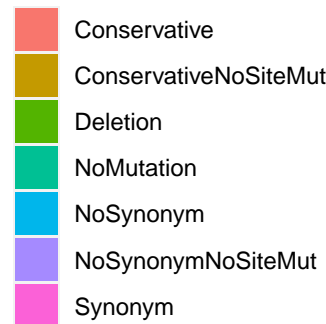 Conservative
ConservativeNoSiteMut
Deletion
NoMutation
NoSynonym
NoSynonymNoSiteMut
Synonym